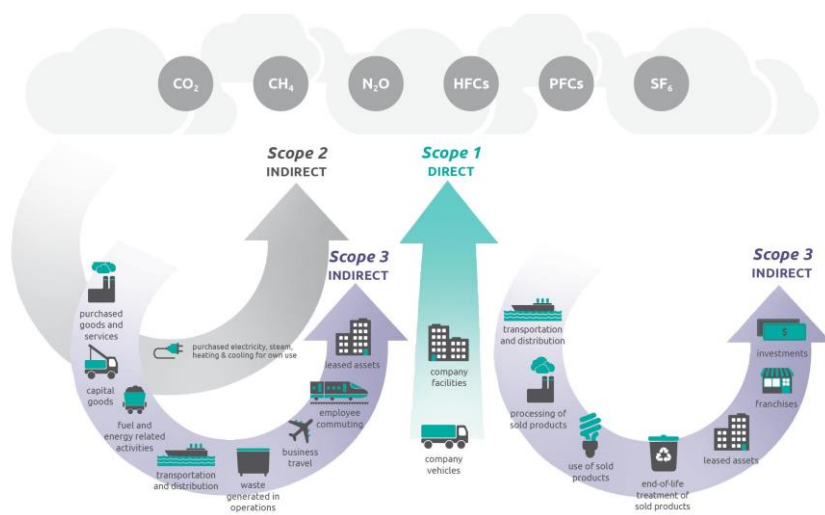 CO₂
CH₄
N₂O
HFCs
PFCs
SF₆
Scope 2
INDIRECT
Scope 1
DIRECT
Scope 3
INDIRECT
Scope 3
INDIRECT
purchased
goods and
services
capital
goods
fuel and
energy related
activities
transportation
and distribution
waste
generated in
operations
business
travel
employee
commuting
leased assets
purchased electricity, steam,
heating & cooling for own use
company
facilities
company
vehicles
transportation
and distribution
processing of
sold products
use of sold
products
end-of-life
treatment of
sold products
leased assets
franchises
investments
$